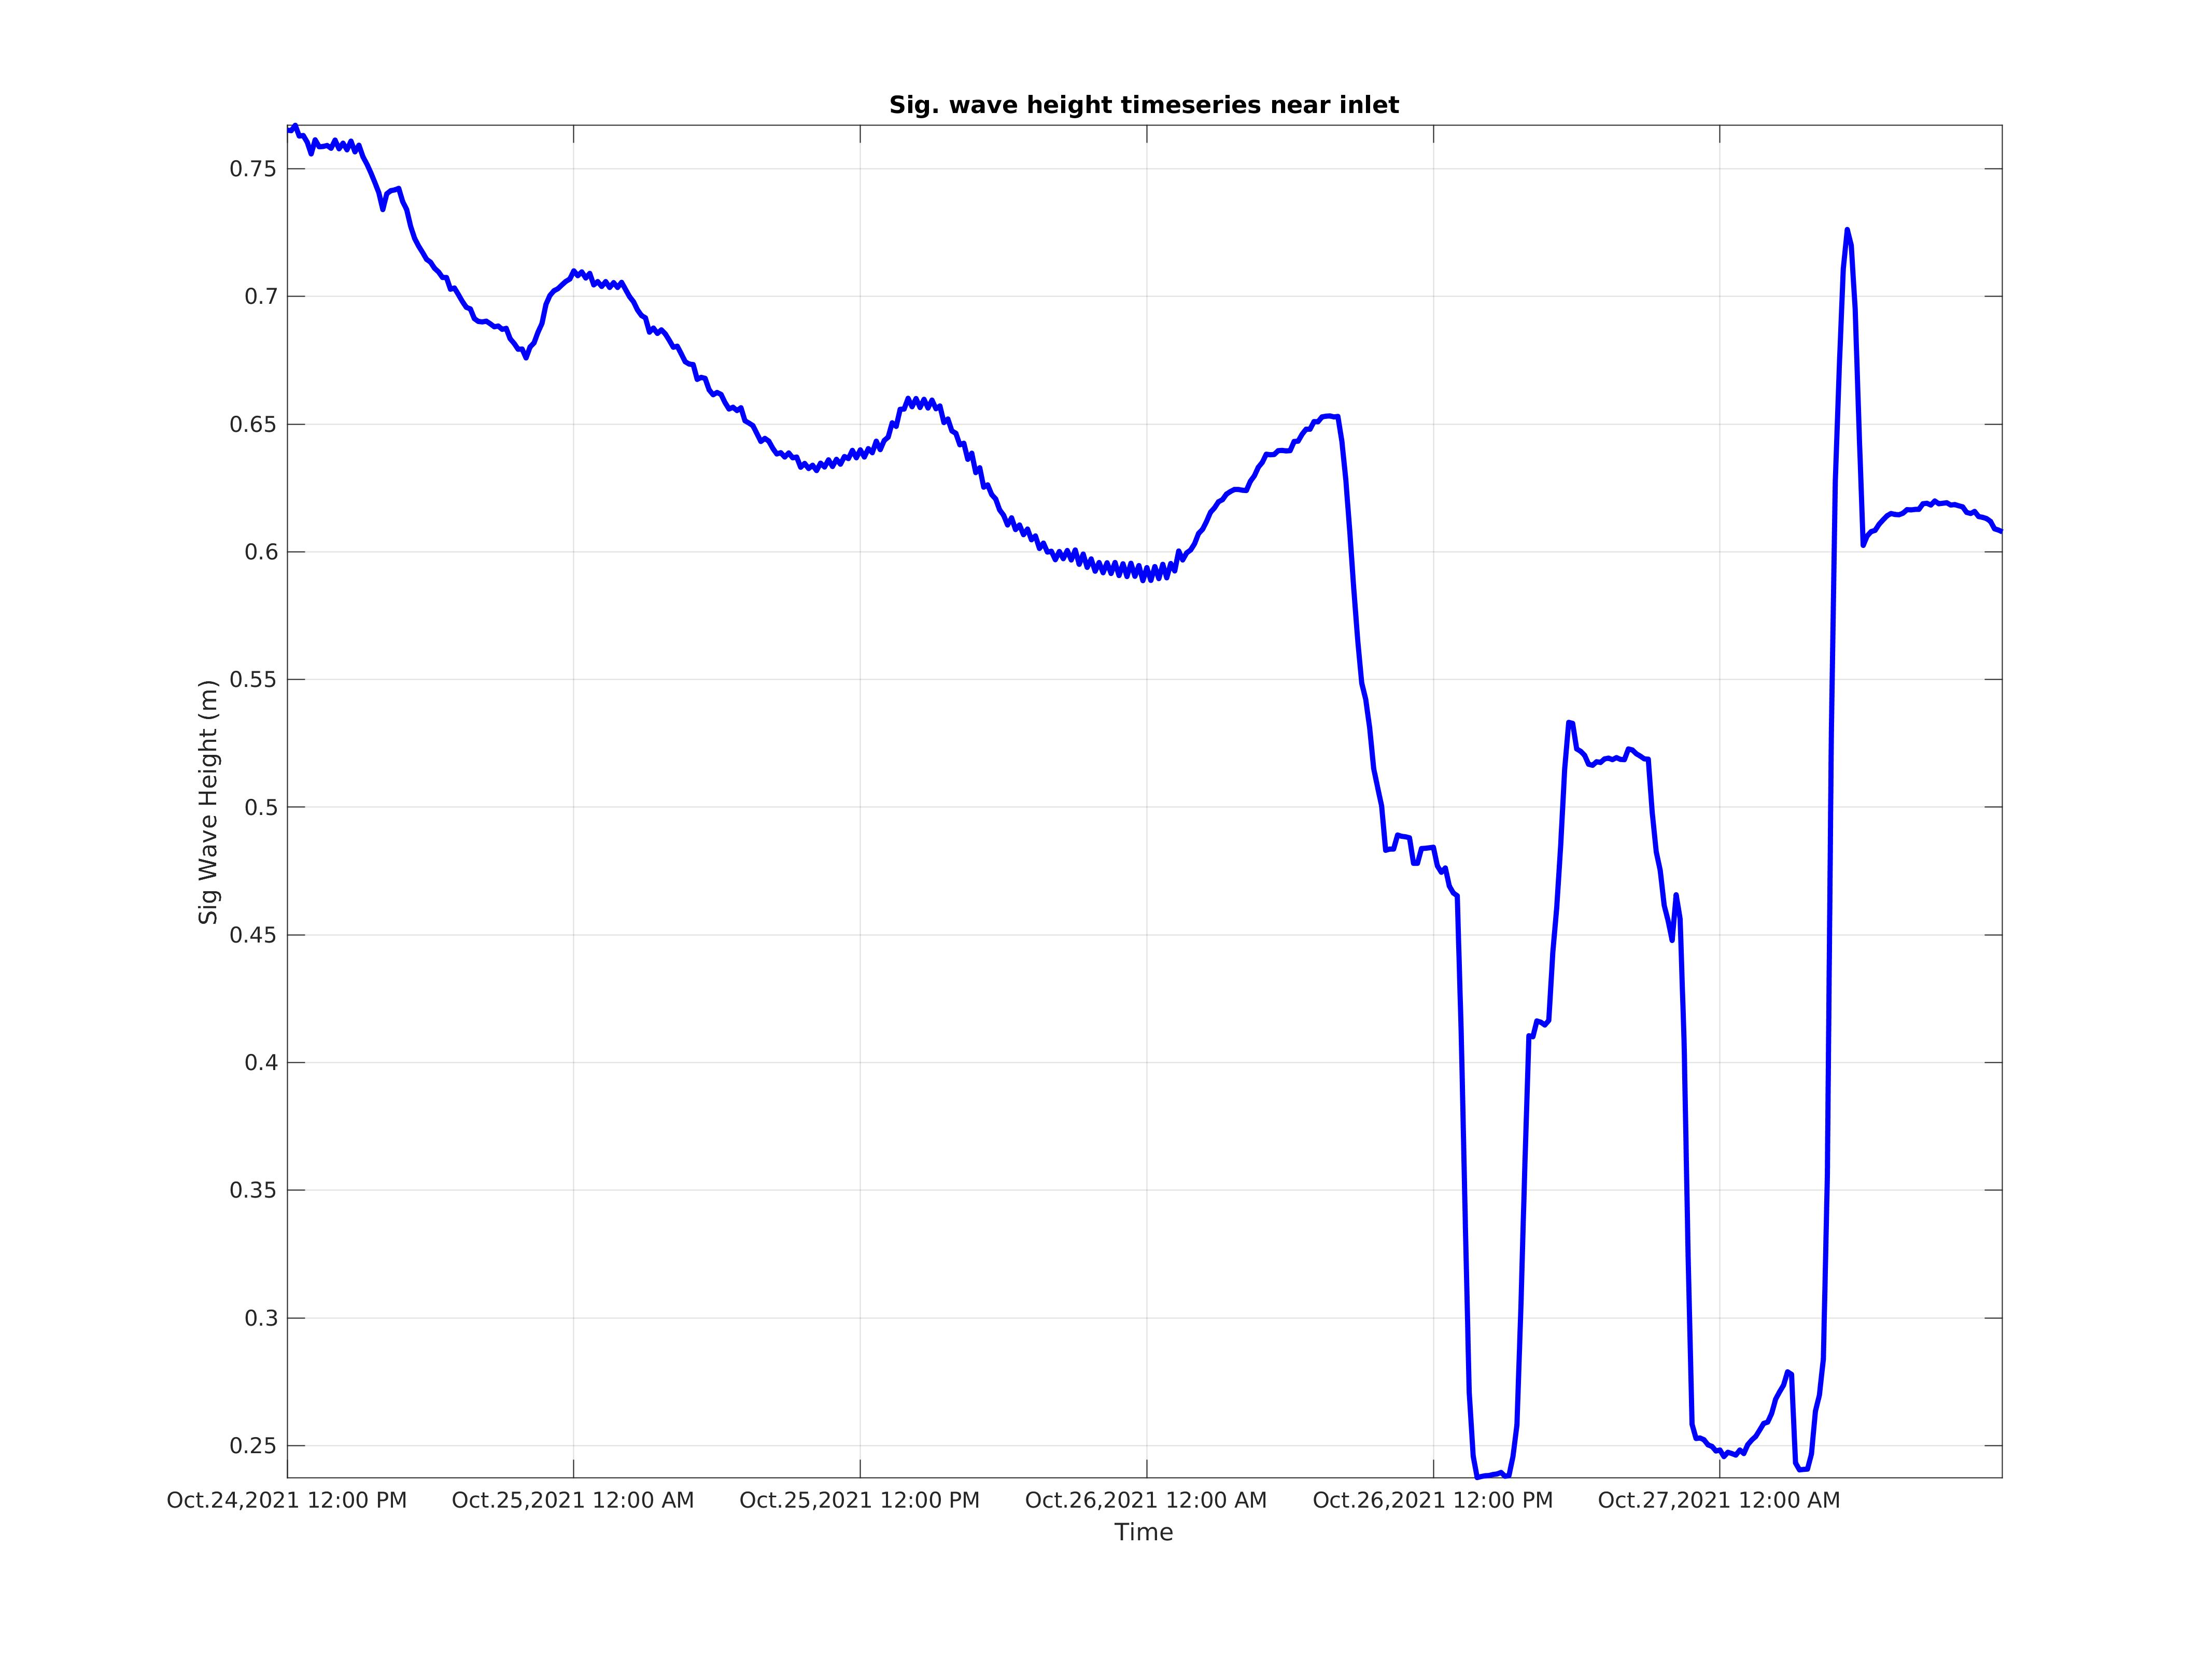 Sig. wave height timeseries near inlet
0.75
0.7
0.65
0.6
0.55
0.5
0.45
0.4
0.35
0.3
0.25
Sig Wave Height (m)
Oct.24,2021 12:00 PM
Oct.25,2021 12:00 AM
Oct.25,2021 12:00 PM
Oct.26,2021 12:00 AM
Oct.26,2021 12:00 PM
Oct.27,2021 12:00 AM
Time